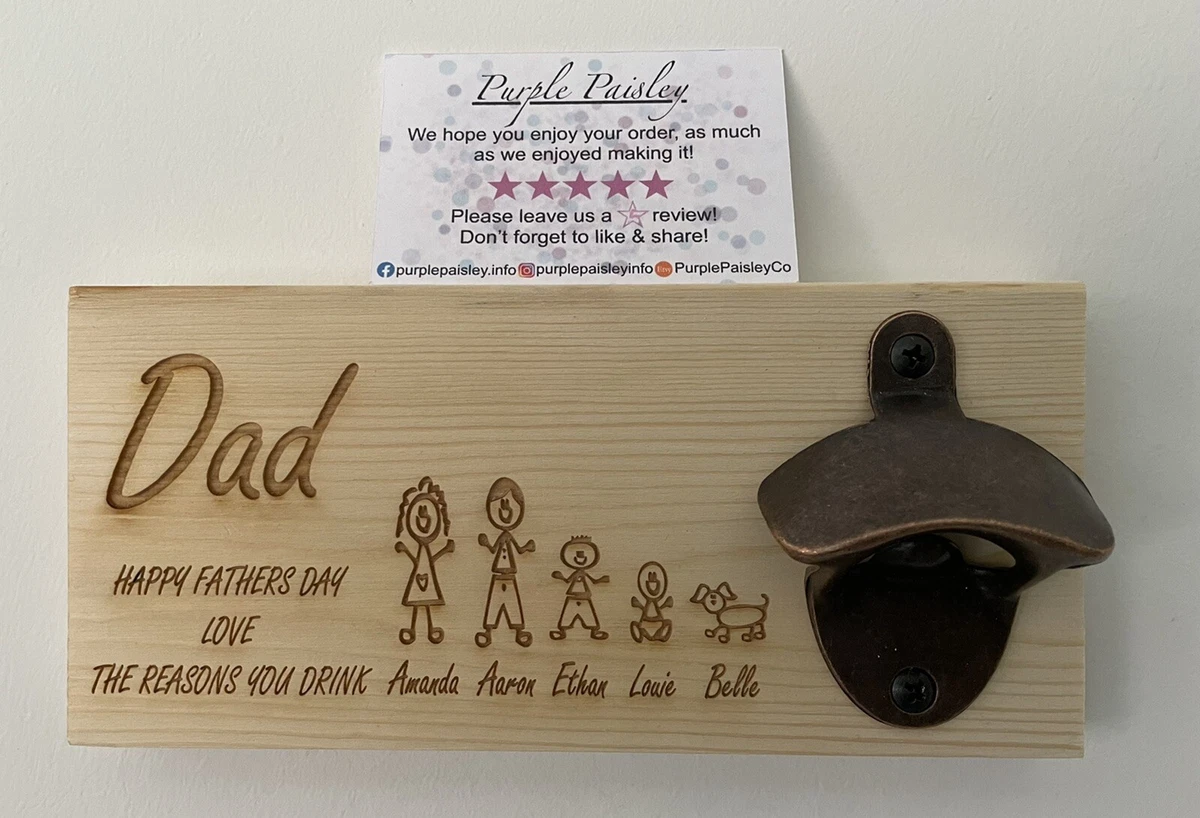 Purple Paisley
We hope you enjoy your order, as much
as we enjoyed making it!
Please leave us a 5 review!
Don't forget to like & share!
purplepaisley.info purplepaisleyinfo Etsy PurplePaisleyCo
Dad
HAPPY FATHERS DAY
LOVE
THE REASONS YOU DRINK Amanda Aaron Ethan Louie Belle